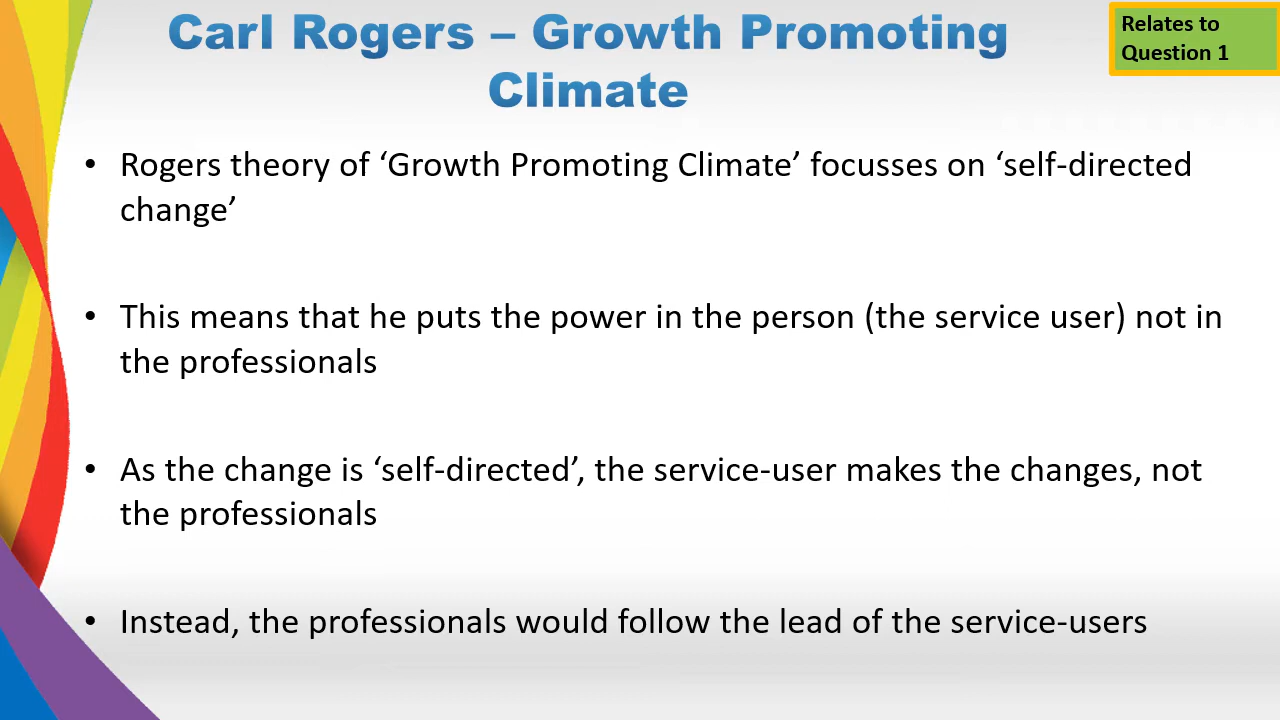 Carl Rogers – Growth Promoting
Climate
Relates to
Question 1
• Rogers theory of ‘Growth Promoting Climate’ focusses on ‘self-directed
change’
• This means that he puts the power in the person (the service user) not in
the professionals
• As the change is ‘self-directed’, the service-user makes the changes, not
the professionals
• Instead, the professionals would follow the lead of the service-users